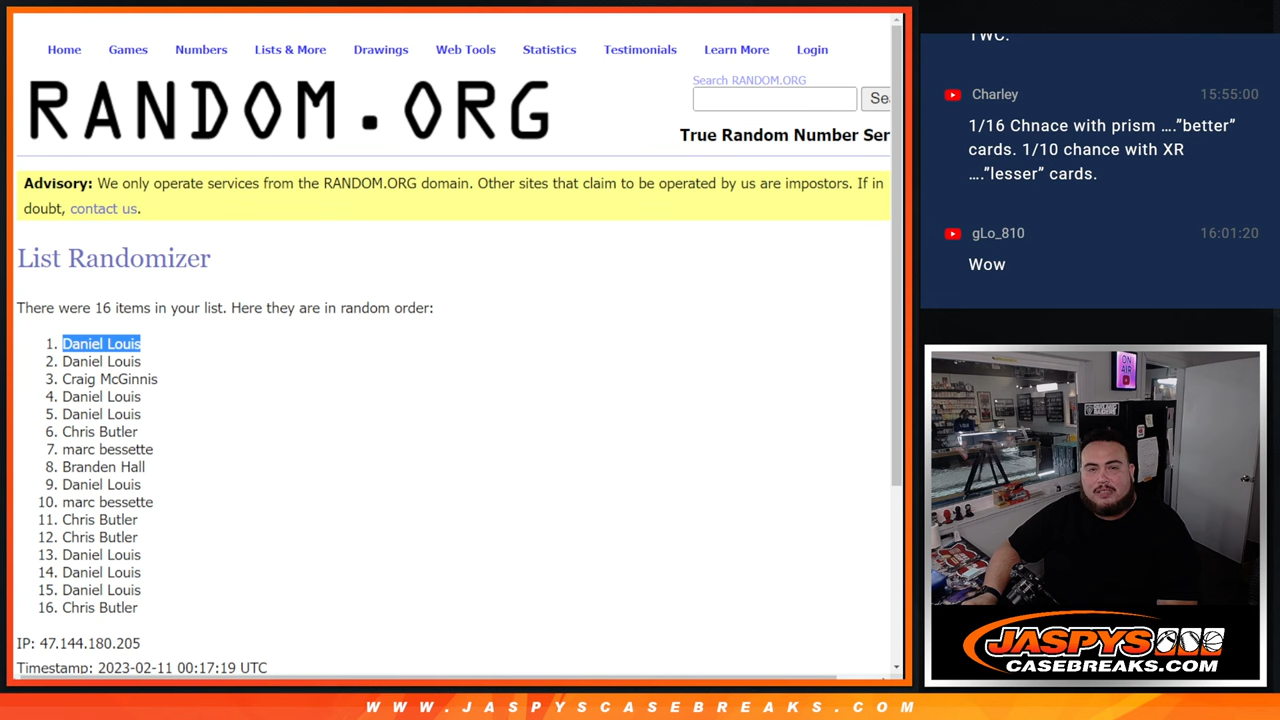 Home Games Numbers Lists & More Drawings Web Tools Statistics Testimonials Learn More Login
RANDOM.ORG
Search RANDOM.ORG
Sea
True Random Number Ser
Advisory: We only operate services from the RANDOM.ORG domain. Other sites that claim to be operated by us are impostors. If in
doubt, contact us.
List Randomizer
There were 16 items in your list. Here they are in random order:
1. Daniel Louis
2. Daniel Louis
3. Craig McGinnis
4. Daniel Louis
5. Daniel Louis
6. Chris Butler
7. marc bessette
8. Branden Hall
9. Daniel Louis
10. marc bessette
11. Chris Butler
12. Chris Butler
13. Daniel Louis
14. Daniel Louis
15. Daniel Louis
16. Chris Butler
IP: 47.144.180.205
Timestamp: 2023-02-11 00:17:19 UTC
TWC.
Charley 15:55:00
1/16 Chnace with prism ….”better”
cards. 1/10 chance with XR
….”lesser” cards.
gLo_810 16:01:20
Wow
ON
AIR
JASPYS
CASEBREAKS.COM
WWW.JASPYSCASEBREAKS.COM